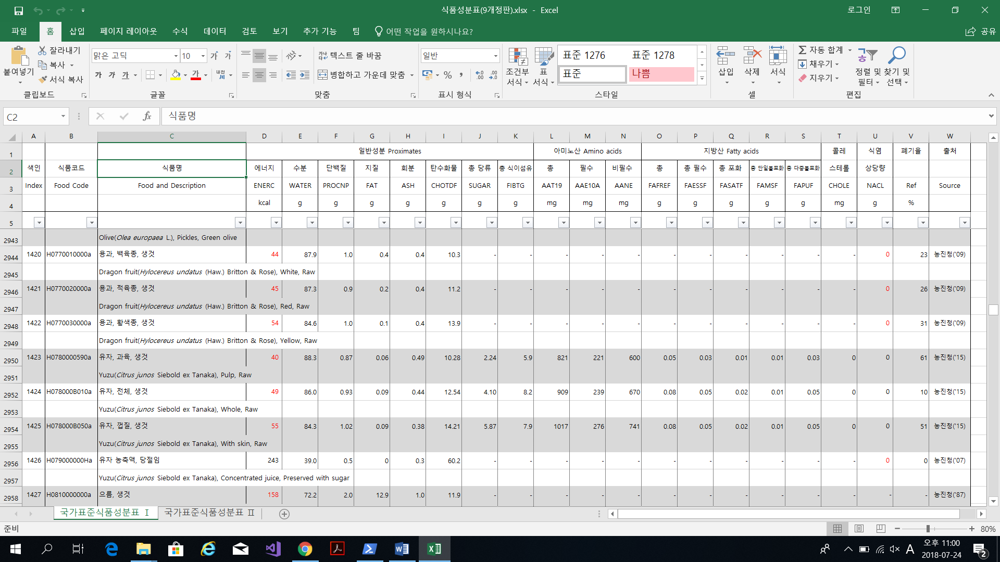 식품성분표(9개정판).xlsx - Excel
로그인
파일 홈 삽입 페이지 레이아웃 수식 데이터 검토 보기 추가 기능 팀 어떤 작업을 원하시나요? 공유
붙여넣기
잘라내기
복사
서식 복사
클립보드
맑은 고딕 10 가 가
가 가 가 가 내천
글꼴
텍스트 줄 바꿈
병합하고 가운데 맞춤
맞춤
일반
% ,
표시 형식
조건부 서식
표 서식
표준 1276 표준 1278
표준 나쁨
스타일
삽입 삭제 서식
셀
자동 합계
채우기
지우기
정렬 및 필터
찾기 및 선택
편집
C2 fx 식품명
A B C D E F G H I J K L M N O P Q R S T U V W
1 일반성분 Proximates 아미노산 Amino acids 지방산 Fatty acids 콜레 식염 폐기율 출처
2 색인 식품코드 식품명 에너지 수분 단백질 지질 회분 탄수화물 총 당류 총 식이섬유 총 필수 비필수 총 총 필수 총 포화 총 단일불포화 총 다중불포화 스테롤 상당량
3 Index Food Code Food and Description ENERC WATER PROCNP FAT ASH CHOTDF SUGAR FIBTG AAT19 AAE10A AANE FAFREF FAESSF FASATF FAMSF FAPUF CHOLE NACL Ref Source
4 kcal g g g g g g g mg mg mg g g g g g mg g %
5
2943 Olive(Olea europaea L.), Pickles, Green olive
2944 1420 H0770010000a 용과, 백육종, 생것 44 87.9 1.0 0.4 0.4 10.3 - - - - - - - - - - - 0 23 농진청('09)
2945 Dragon fruit(Hylocereus undatus (Haw.) Britton & Rose), White, Raw
2946 1421 H0770020000a 용과, 적육종, 생것 45 87.3 0.9 0.2 0.4 11.2 - - - - - - - - - - - 0 26 농진청('09)
2947 Dragon fruit(Hylocereus undatus (Haw.) Britton & Rose), Red, Raw
2948 1422 H0770030000a 용과, 황색종, 생것 54 84.6 1.0 0.1 0.4 13.9 - - - - - - - - - - - 0 31 농진청('09)
2949 Dragon fruit(Hylocereus undatus (Haw.) Britton & Rose), Yellow, Raw
2950 1423 H0780000590a 유자, 과육, 생것 40 88.3 0.87 0.06 0.49 10.28 2.24 5.9 821 221 600 0.05 0.03 0.01 0.01 0.03 0 0 61 농진청('15)
2951 Yuzu(Citrus junos Siebold ex Tanaka), Pulp, Raw
2952 1424 H078000B010a 유자, 전체, 생것 49 86.0 0.93 0.09 0.44 12.54 4.10 8.2 909 239 670 0.08 0.05 0.02 0.01 0.05 0 0 10 농진청('15)
2953 Yuzu(Citrus junos Siebold ex Tanaka), Whole, Raw
2954 1425 H078000B050a 유자, 껍질, 생것 55 84.3 1.02 0.09 0.38 14.21 5.87 7.9 1017 276 741 0.08 0.05 0.02 0.01 0.05 0 0 51 농진청('15)
2955 Yuzu(Citrus junos Siebold ex Tanaka), With skin, Raw
2956 1426 H079000000Ha 유자 농축액, 당절임 243 39.0 0.5 0 0.3 60.2 - - - - - - - - - - - 0 0 농진청('07)
2957 Yuzu(Citrus junos Siebold ex Tanaka), Concentrated juice, Preserved with sugar
2958 1427 H0810000000a 으름, 생것 158 72.2 2.0 12.9 1.0 11.9 - - - - - - - - - - - - - 농진청('87)
국가표준식품성분표 Ⅰ 국가표준식품성분표 Ⅱ
준비 80%
A 오후 11:00
2018-07-24
2